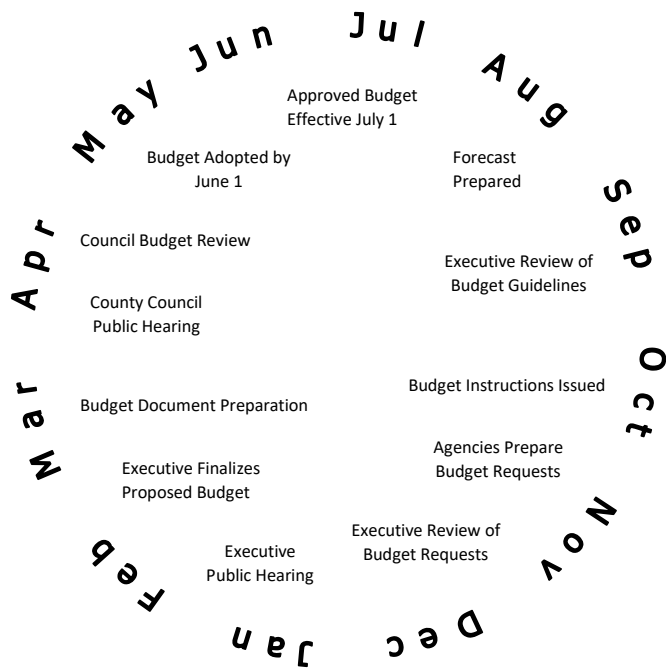 Jul
Aug
Sep
Oct
Nov
Dec
Jan
Feb
Mar
Apr
May
Jun
Approved Budget
Effective July 1
Forecast
Prepared
Executive Review of
Budget Guidelines
Budget Instructions Issued
Agencies Prepare
Budget Requests
Executive Review of
Budget Requests
Executive
Public Hearing
Executive Finalizes
Proposed Budget
Budget Document Preparation
County Council
Public Hearing
Council Budget Review
Budget Adopted by
June 1